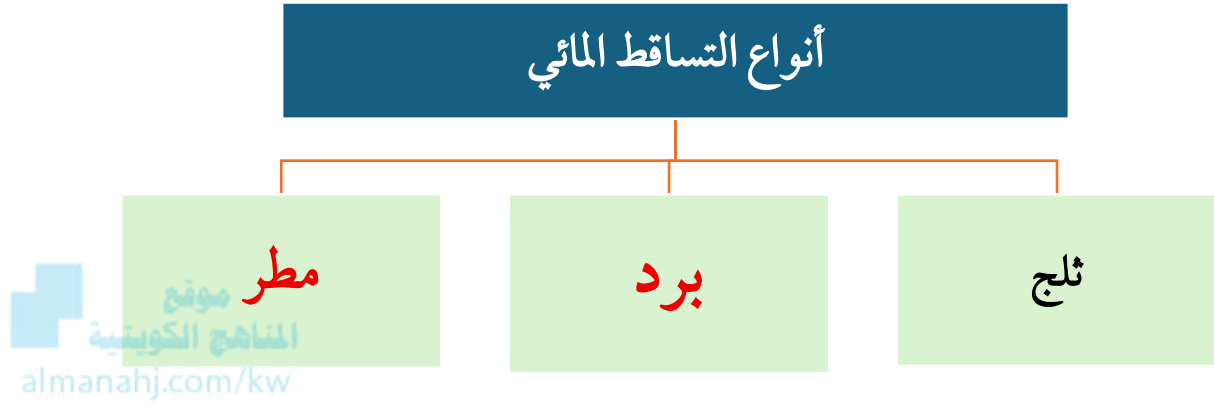 أنواع التساقط المائي
ثلج
برد
مطر
موقع
المناهج الكويتية
almanahj.com/kw